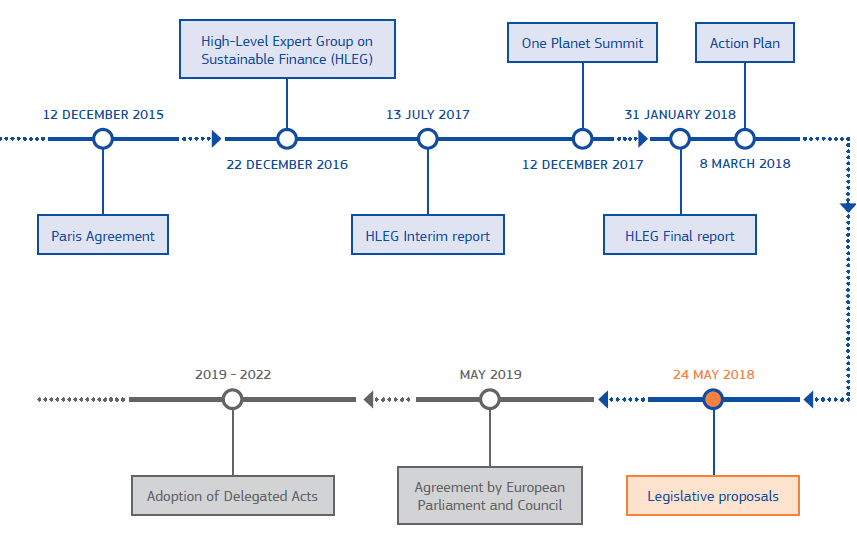 High-Level Expert Group on
Sustainable Finance (HLEG)
One Planet Summit
Action Plan
12 DECEMBER 2015
13 JULY 2017
31 JANUARY 2018
22 DECEMBER 2016
12 DECEMBER 2017
8 MARCH 2018
Paris Agreement
HLEG Interim report
HLEG Final report
2019 - 2022
MAY 2019
24 MAY 2018
Adoption of Delegated Acts
Agreement by European
Parliament and Council
Legislative proposals